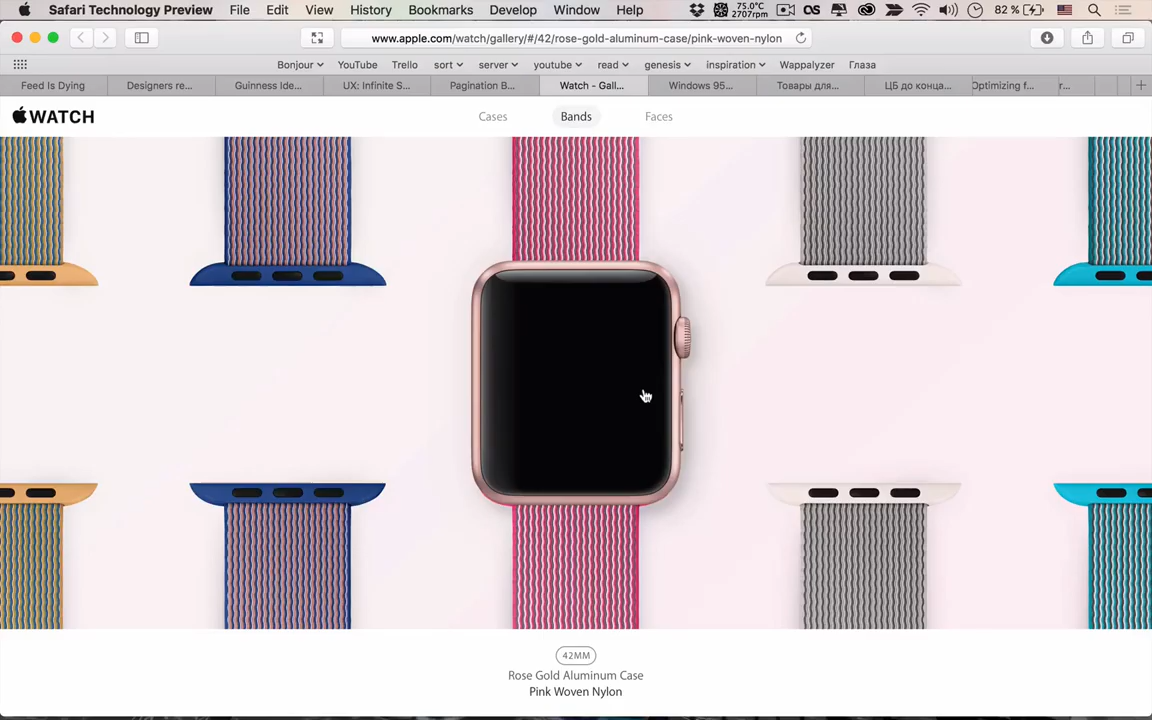 Safari Technology Preview File Edit View History Bookmarks Develop Window Help 75.0°C 2707rpm 82 %
www.apple.com/watch/gallery/#/42/rose-gold-aluminum-case/pink-woven-nylon
Bonjour YouTube Trello sort server youtube read genesis inspiration Wappalyzer Глаза
Feed Is Dying Designers re... Guinness Ide... UX: Infinite S... Pagination B... Watch - Gall... Windows 95... Товары для... ЦБ до конца... Optimizing f... r...
WATCH Cases Bands Faces
42MM
Rose Gold Aluminum Case
Pink Woven Nylon